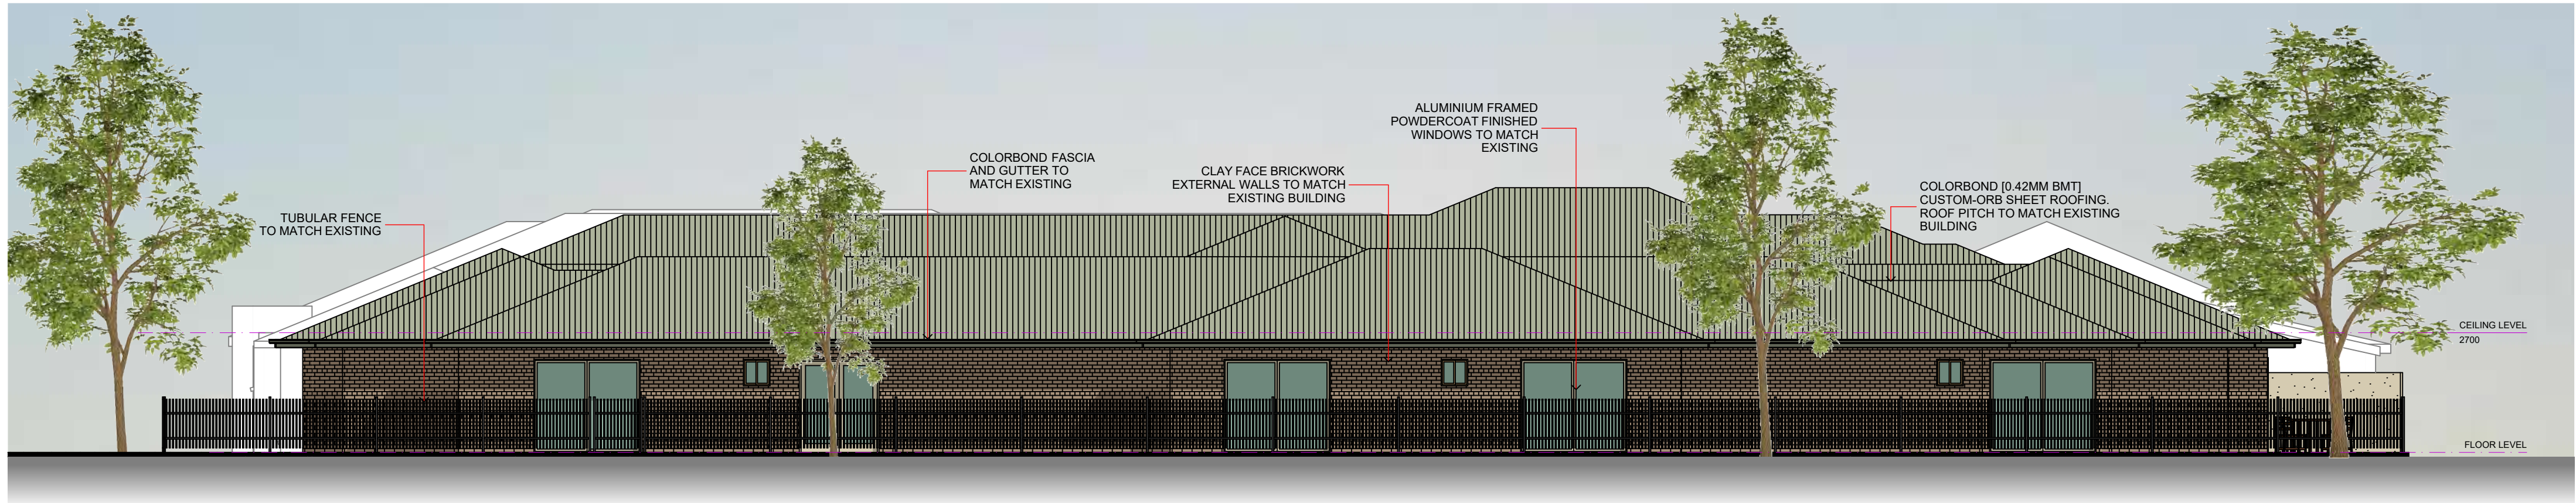 TUBULAR FENCE
TO MATCH EXISTING
COLORBOND FASCIA
AND GUTTER TO
MATCH EXISTING
CLAY FACE BRICKWORK
EXTERNAL WALLS TO MATCH
EXISTING BUILDING
ALUMINIUM FRAMED
POWDERCOAT FINISHED
WINDOWS TO MATCH
EXISTING
COLORBOND [0.42MM BMT]
CUSTOM-ORB SHEET ROOFING.
ROOF PITCH TO MATCH EXISTING
BUILDING
CEILING LEVEL
2700
FLOOR LEVEL